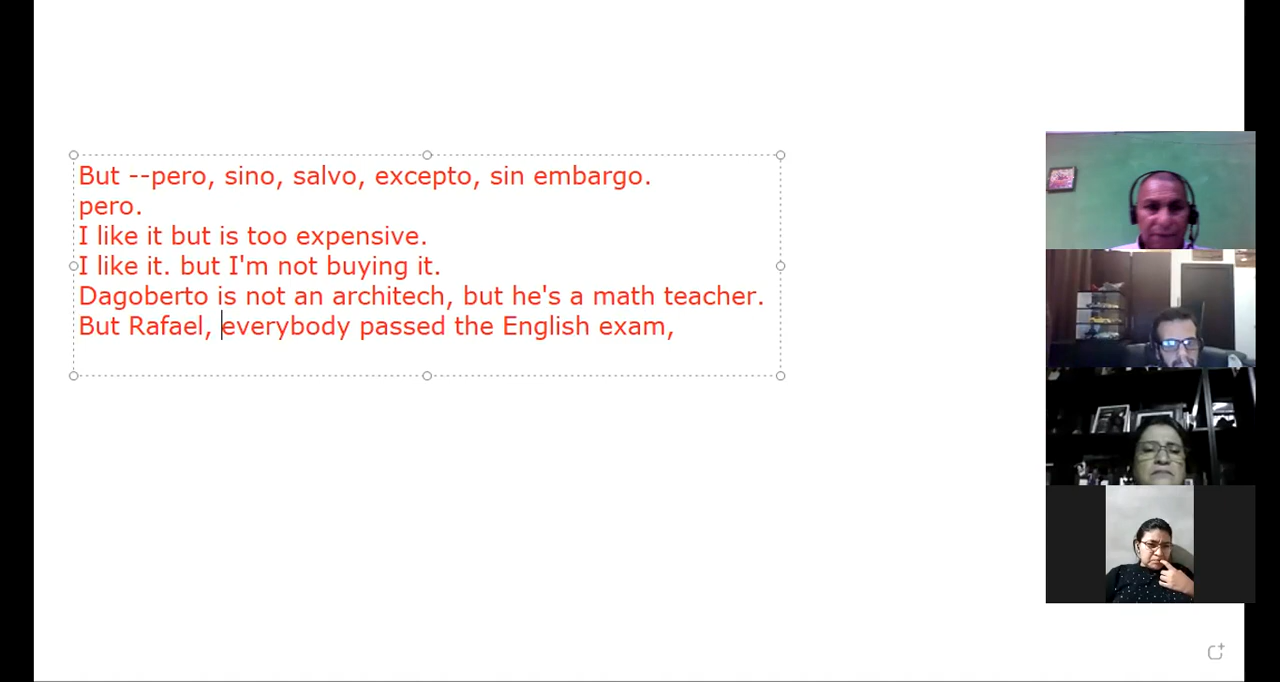 But --pero, sino, salvo, excepto, sin embargo.
pero.
I like it but is too expensive.
I like it. but I'm not buying it.
Dagoberto is not an architech, but he's a math teacher.
But Rafael, everybody passed the English exam,